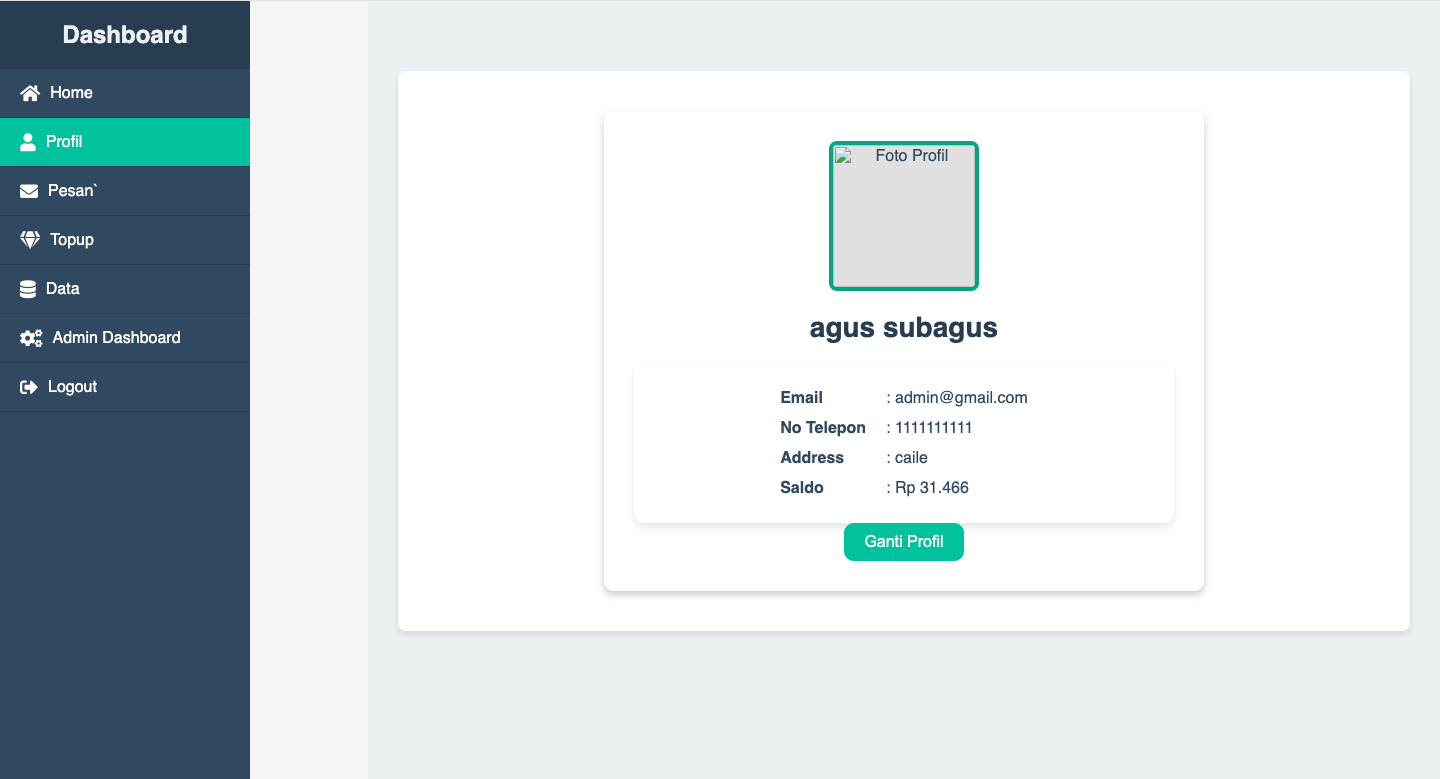 Dashboard
Home
Profil
Pesan`
Topup
Data
Admin Dashboard
Logout
Foto Profil
agus subagus
Email : admin@gmail.com
No Telepon : 1111111111
Address : caile
Saldo : Rp 31.466
Ganti Profil